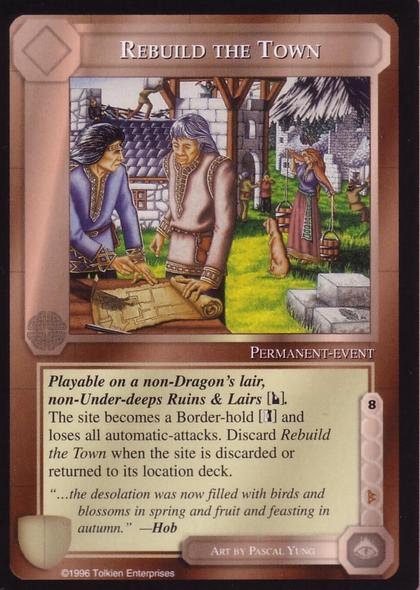 Rebuild the Town
Permanent-event
Playable on a non-Dragon's lair,
non-Under-deeps Ruins & Lairs [].
The site becomes a Border-hold [] and
loses all automatic-attacks. Discard Rebuild
the Town when the site is discarded or
returned to its location deck.
8
“...the desolation was now filled with birds and
blossoms in spring and fruit and feasting in
autumn.” —Hob
Art by Pascal Yung
©1996 Tolkien Enterprises